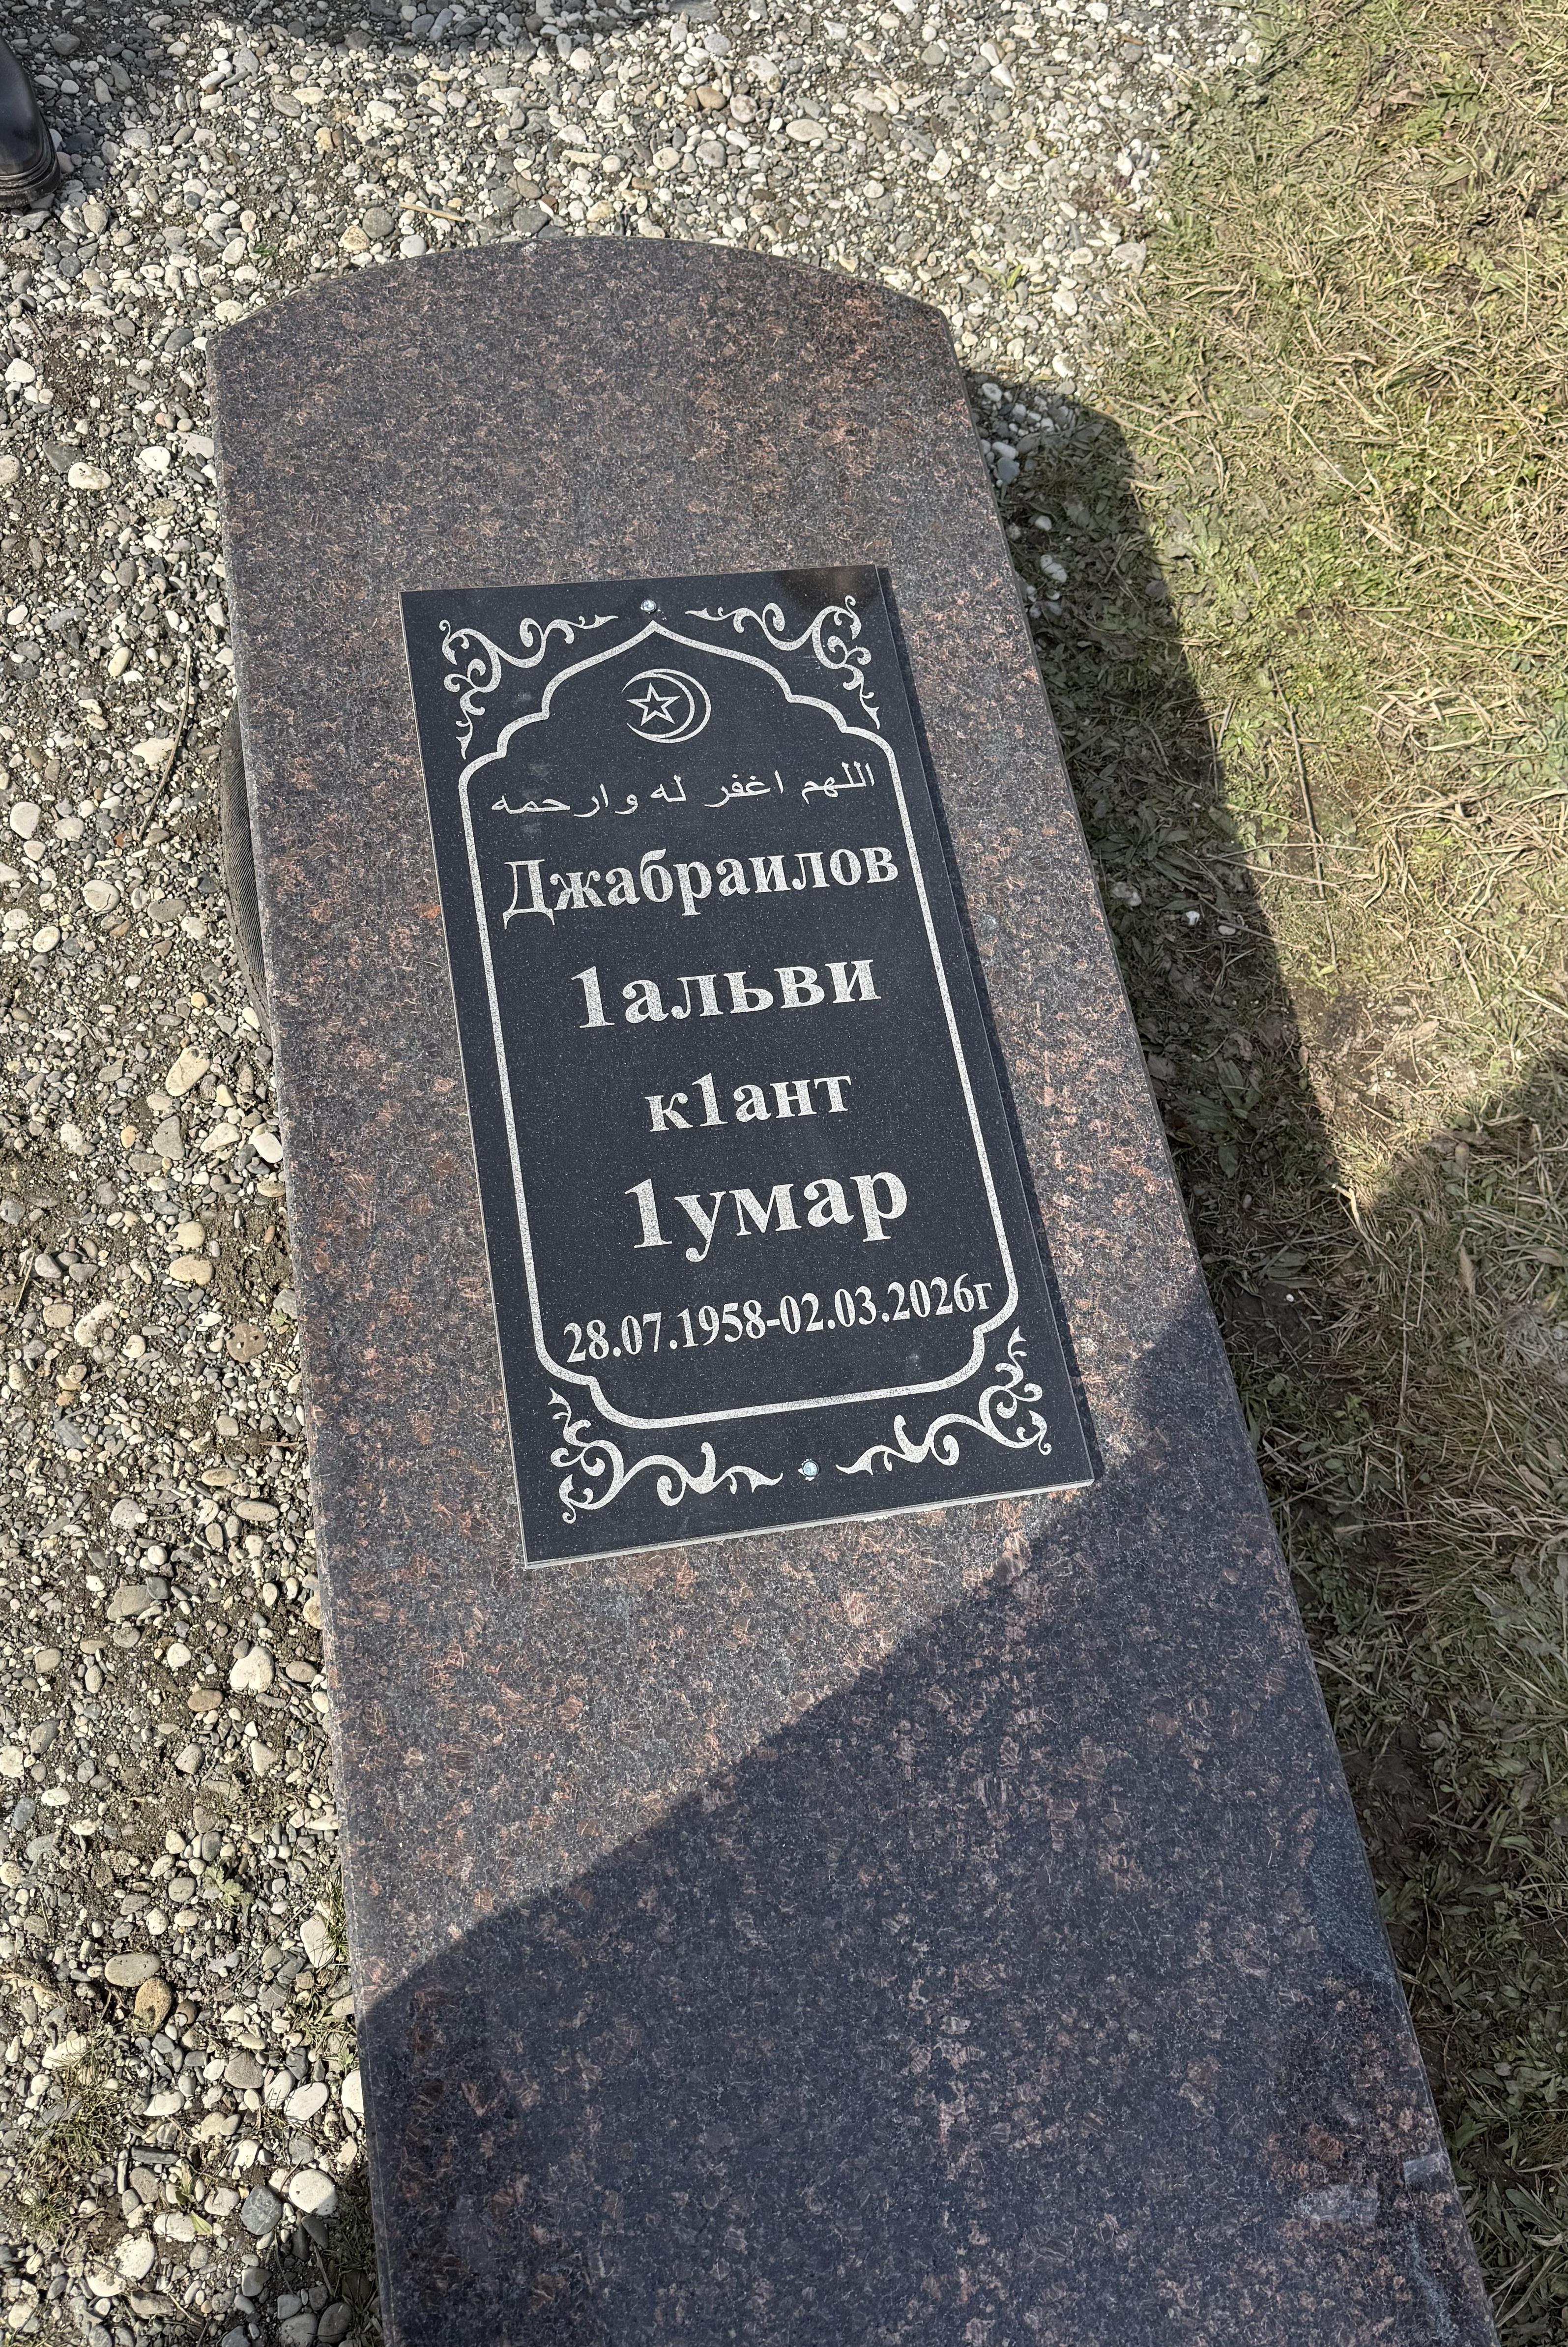 اللهم اغفر له وارحمه
Джабраилов
1альви
к1ант
1умар
28.07.1958-02.03.2026г